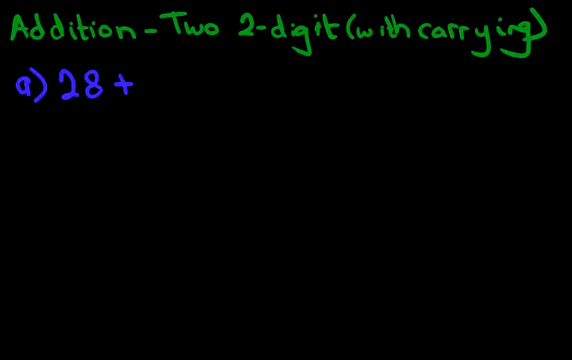 Addition - Two 2-digit (with carrying)
a) 28 +